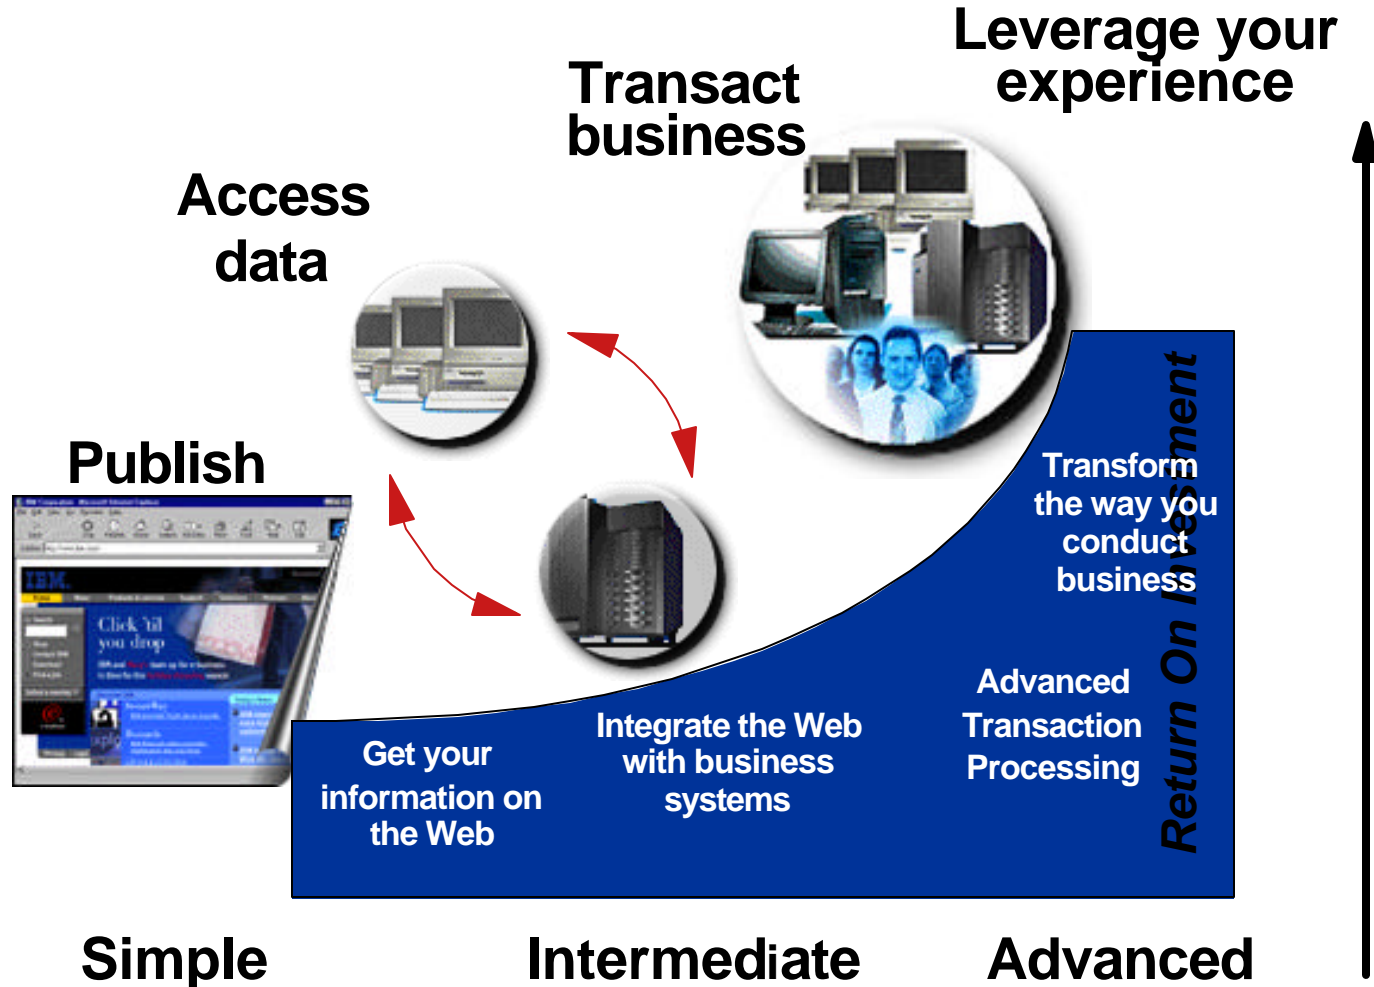 Leverage your
experience
Transact
business
Access
data
Publish
IBM
Click 'til
you drop
Transform
the way you
conduct
business
Return On Investment
Advanced
Transaction
Processing
Integrate the Web
with business
systems
Get your
information on
the Web
Simple
Intermediate
Advanced